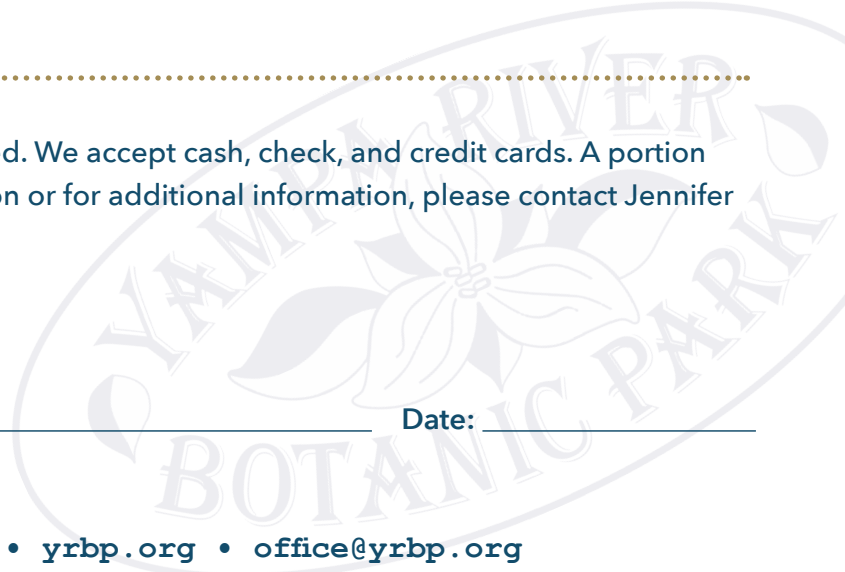 YAMPA RIVER
BOTANIC PARK
ed. We accept cash, check, and credit cards. A portion
on or for additional information, please contact Jennifer
Date:
• yrbp.org • office@yrbp.org